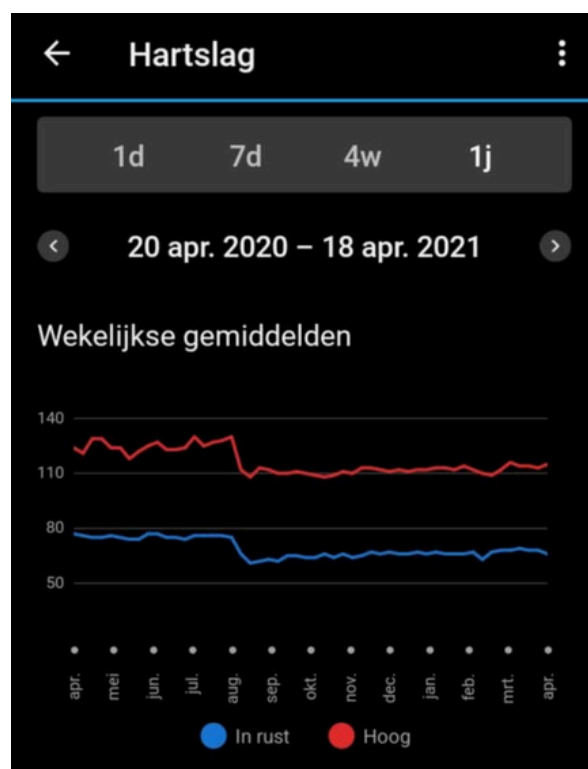 Hartslag
1d 7d 4w 1j
20 apr. 2020 – 18 apr. 2021
Wekelijkse gemiddelden
140
110
80
50
apr. mei jun. jul. aug. sep. okt. nov. dec. jan. feb. mrt. apr.
In rust Hoog